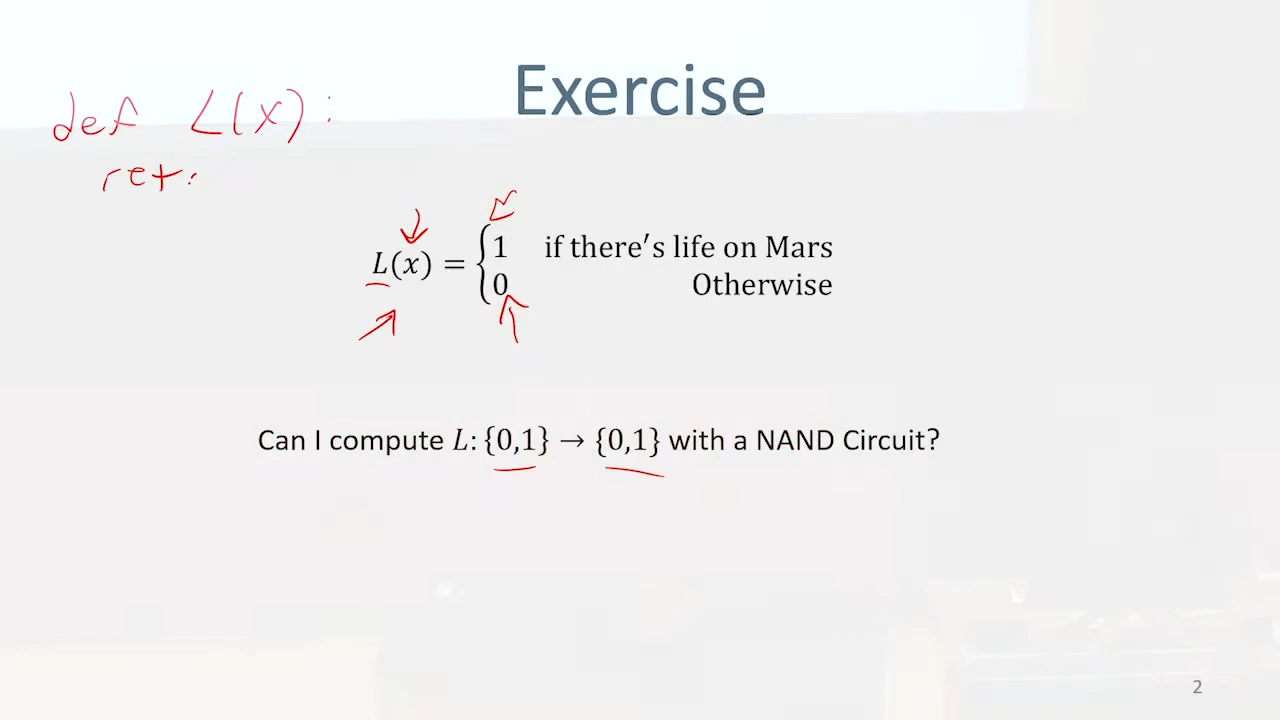 Exercise
def L(x):
ret
L(x) = { 1 if there's life on Mars
0 Otherwise
Can I compute L: {0,1} → {0,1} with a NAND Circuit?
2